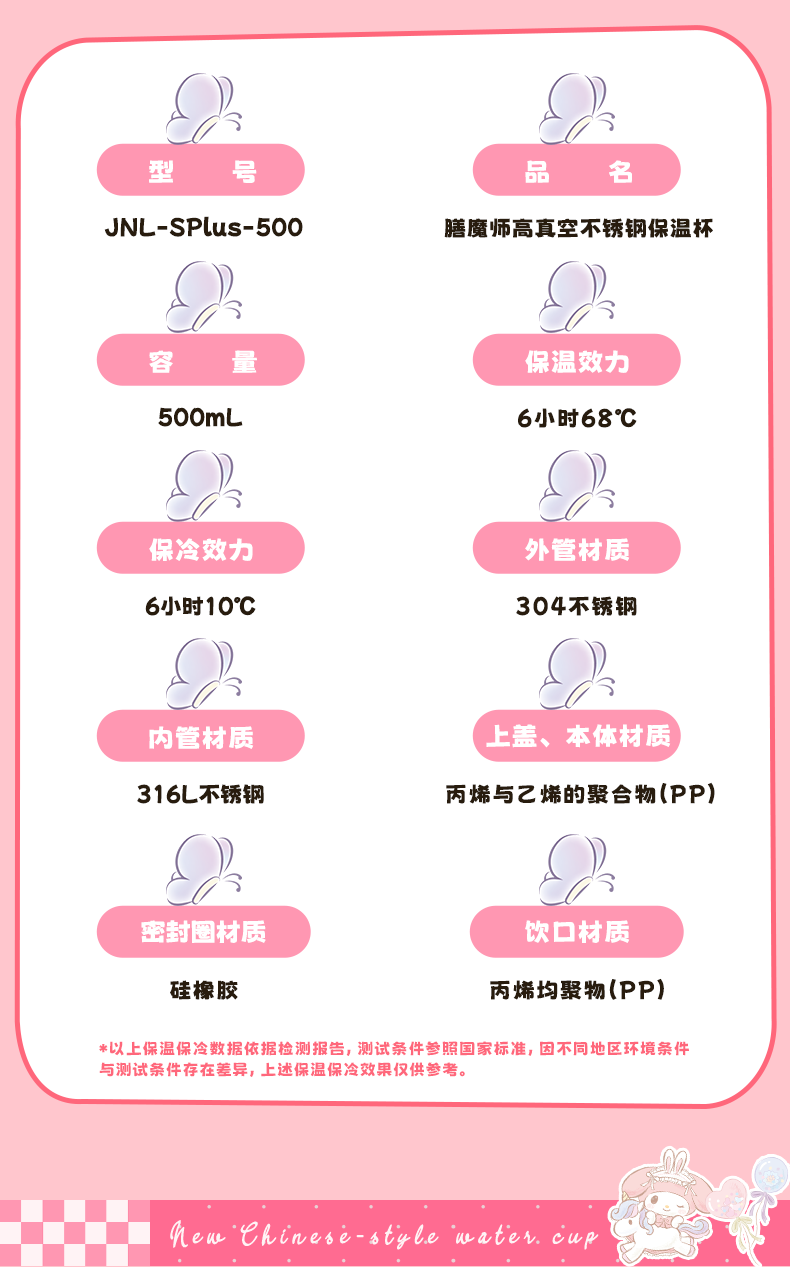 型 号
品 名
JNL-SPlus-500
膳魔师高真空不锈钢保温杯
容 量
保温效力
500mL
6小时68℃
保冷效力
外管材质
6小时10℃
304不锈钢
内管材质
上盖、本体材质
316L不锈钢
丙烯与乙烯的聚合物(PP)
密封圈材质
饮口材质
硅橡胶
丙烯均聚物(PP)
*以上保温保冷数据依据检测报告, 测试条件参照国家标准, 因不同地区环境条件
与测试条件存在差异, 上述保温保冷效果仅供参考。
New Chinese-style water cup